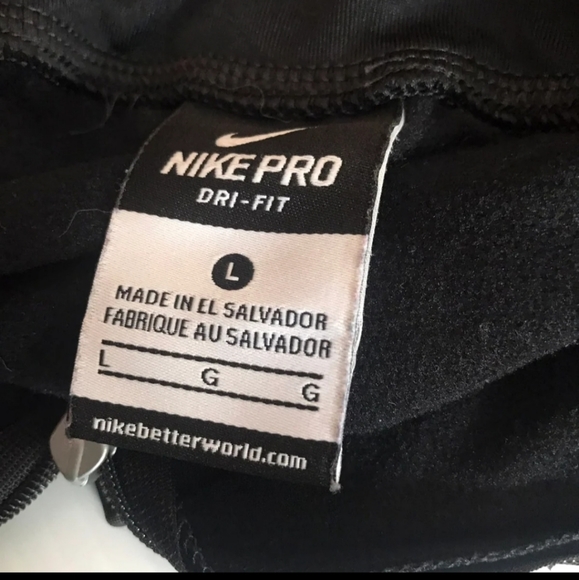 NIKE PRO
DRI-FIT
L
MADE IN EL SALVADOR
FABRIQUE AU SALVADOR
L G G
nikebetterworld.com